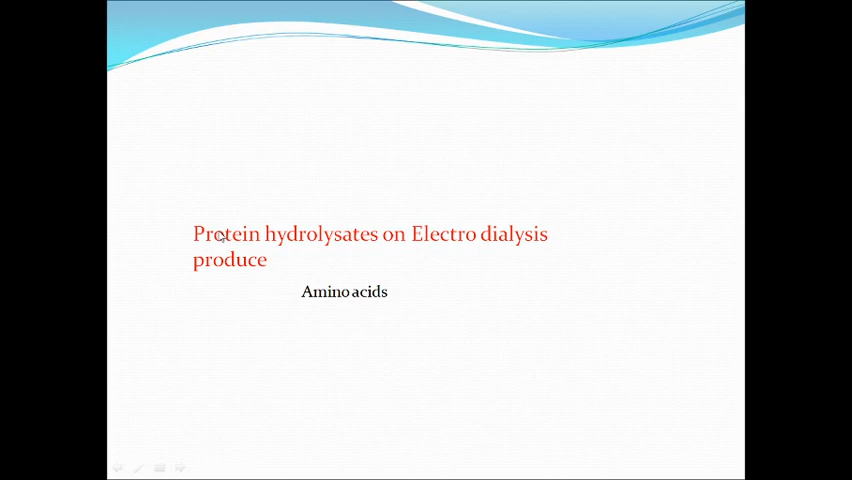 Protein hydrolysates on Electro dialysis
produce
Amino acids